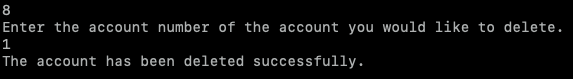 8
Enter the account number of the account you would like to delete.
1
The account has been deleted successfully.